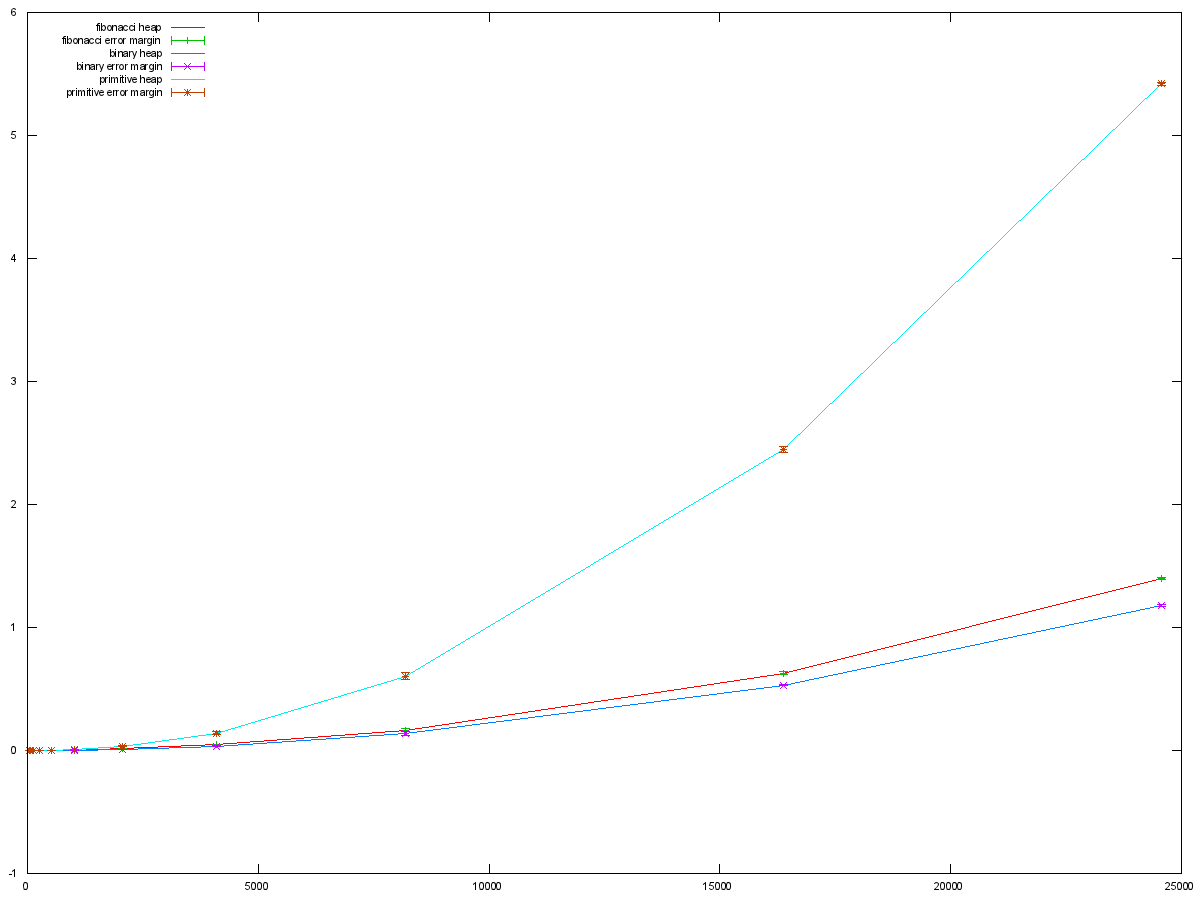 6
fibonacci heap
fibonacci error margin
binary heap
binary error margin
primitive heap
primitive error margin
5
4
3
2
1
0
-1
0 5000 10000 15000 20000 25000